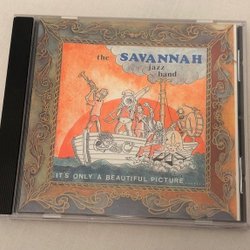 the SAVANNAH
jazz
band
IT'S ONLY A BEAUTIFUL PICTURE......